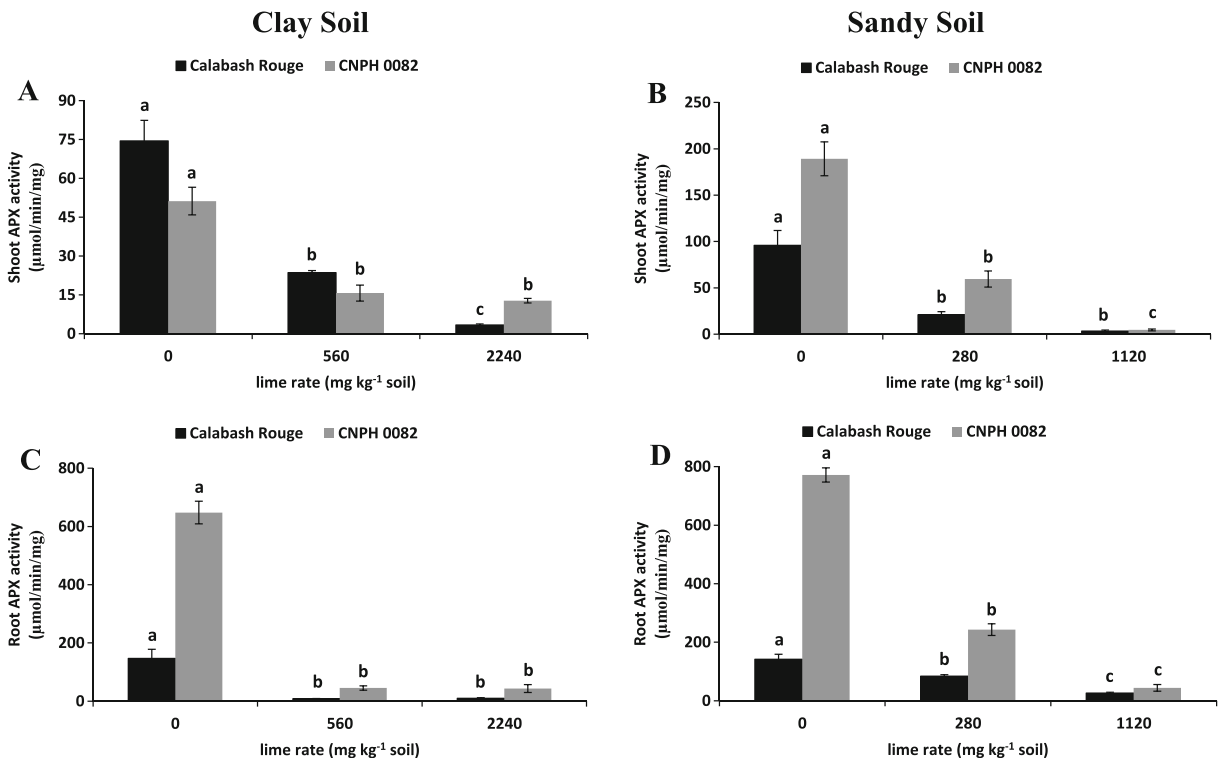 Clay Soil
Sandy Soil
A
Calabash Rouge CNPH 0082
Shoot APX activity
(µmol/min/mg)
90
75
60
45
30
15
0
a
a
b
b
c
b
0 560 2240
lime rate (mg kg⁻¹ soil)
B
Calabash Rouge CNPH 0082
Shoot APX activity
(µmol/min/mg)
250
200
150
100
50
0
a
a
b
b
b
c
0 280 1120
lime rate (mg kg⁻¹ soil)
C
Calabash Rouge CNPH 0082
Root APX activity
(µmol/min/mg)
800
600
400
200
0
a
a
b
b
b
b
0 560 2240
lime rate (mg kg⁻¹ soil)
D
Calabash Rouge CNPH 0082
Root APX activity
(µmol/min/mg)
800
600
400
200
0
a
a
b
b
c
c
0 280 1120
lime rate (mg kg⁻¹ soil)